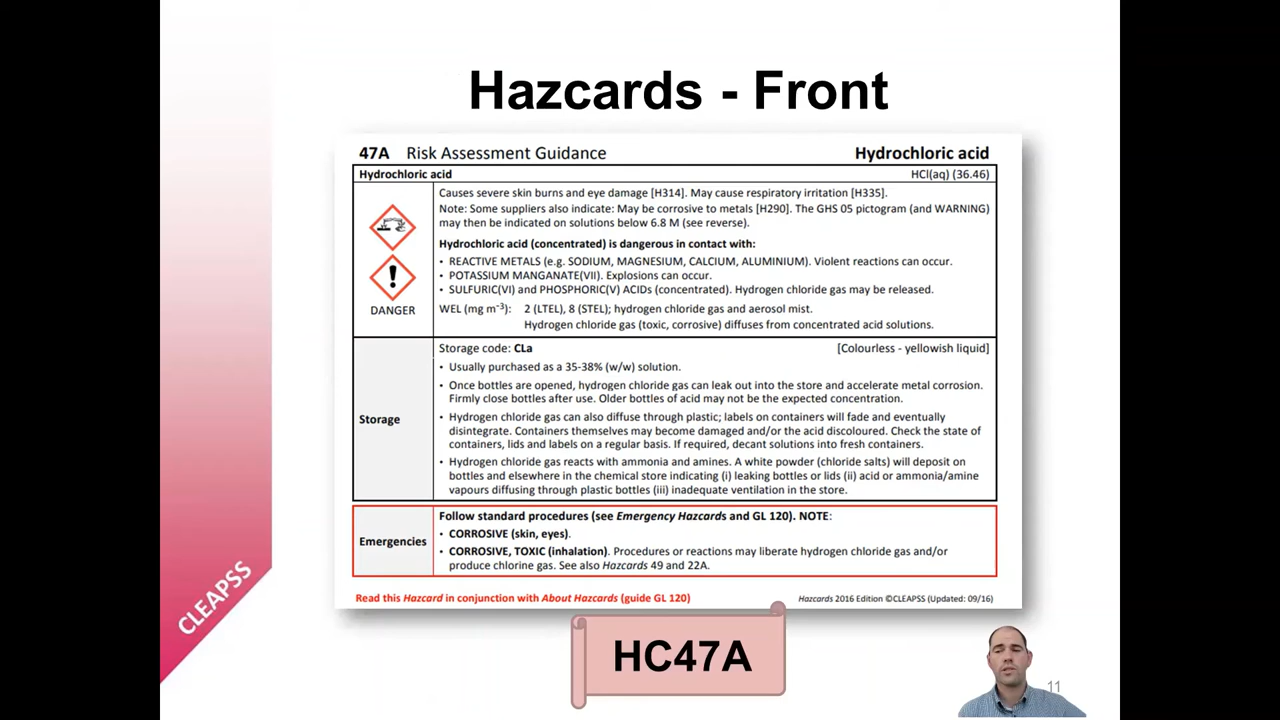 Hazcards - Front
47A Risk Assessment Guidance Hydrochloric acid
Hydrochloric acid HCl(aq) (36.46)
Causes severe skin burns and eye damage [H314]. May cause respiratory irritation [H335].
Note: Some suppliers also indicate: May be corrosive to metals [H290]. The GHS 05 pictogram (and WARNING)
may then be indicated on solutions below 6.8 M (see reverse).
Hydrochloric acid (concentrated) is dangerous in contact with:
• REACTIVE METALS (e.g. SODIUM, MAGNESIUM, CALCIUM, ALUMINIUM). Violent reactions can occur.
• POTASSIUM MANGANATE(VII). Explosions can occur.
• SULFURIC(VI) and PHOSPHORIC(V) ACIDs (concentrated). Hydrogen chloride gas may be released.
DANGER
WEL (mg m⁻³): 2 (LTEL), 8 (STEL); hydrogen chloride gas and aerosol mist.
Hydrogen chloride gas (toxic, corrosive) diffuses from concentrated acid solutions.
Storage
Storage code: CLa [Colourless - yellowish liquid]
• Usually purchased as a 35-38% (w/w) solution.
• Once bottles are opened, hydrogen chloride gas can leak out into the store and accelerate metal corrosion.
Firmly close bottles after use. Older bottles of acid may not be the expected concentration.
• Hydrogen chloride gas can also diffuse through plastic; labels on containers will fade and eventually
disintegrate. Containers themselves may become damaged and/or the acid discoloured. Check the state of
containers, lids and labels on a regular basis. If required, decant solutions into fresh containers.
• Hydrogen chloride gas reacts with ammonia and amines. A white powder (chloride salts) will deposit on
bottles and elsewhere in the chemical store indicating (i) leaking bottles or lids (ii) acid or ammonia/amine
vapours diffusing through plastic bottles (iii) inadequate ventilation in the store.
Emergencies
Follow standard procedures (see Emergency Hazcards and GL 120). NOTE:
• CORROSIVE (skin, eyes).
• CORROSIVE, TOXIC (inhalation). Procedures or reactions may liberate hydrogen chloride gas and/or
produce chlorine gas. See also Hazcards 49 and 22A.
Read this Hazcard in conjunction with About Hazcards (guide GL 120) Hazcards 2016 Edition ©CLEAPSS (Updated: 09/16)
CLEAPSS
HC47A
11